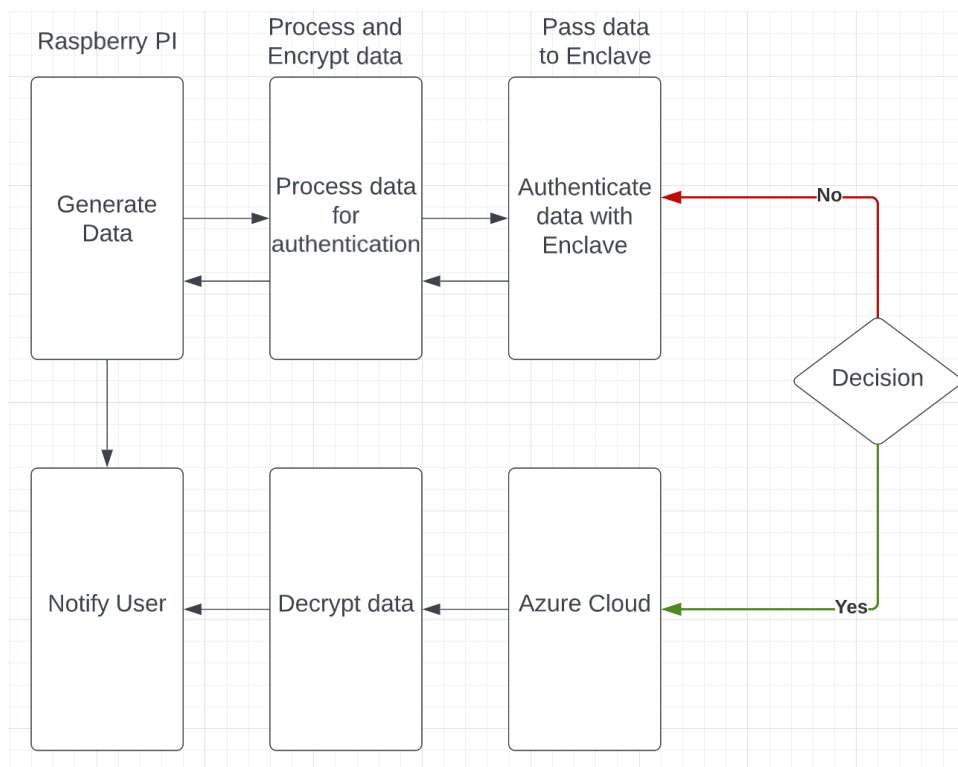 Raspberry PI
Process and
Encrypt data
Pass data
to Enclave
Generate
Data
Process data
for
authentication
Authenticate
data with
Enclave
No
Decision
Yes
Notify User
Decrypt data
Azure Cloud